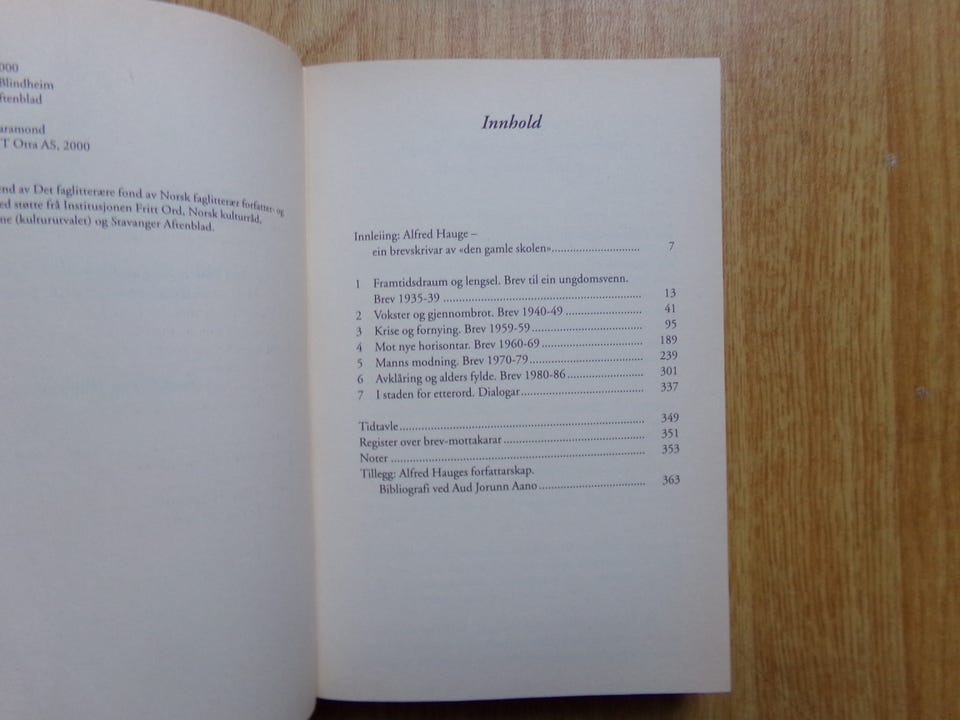 000
Blindheim
ftenblad
aramond
T Otta AS, 2000
end av Det faglitterære fond av Norsk faglitterær forfatter- og
ed støtte frå Institusjonen Fritt Ord, Norsk kulturråd,
ne (kulturutvalet) og Stavanger Aftenblad.
Innhold
Innleiing: Alfred Hauge –
ein brevskrivar av «den gamle skolen»............................ 7
1 Framtidsdraum og lengsel. Brev til ein ungdomsvenn.
Brev 1935-39 ............................................................ 13
2 Vokster og gjennombrot. Brev 1940-49 ........................ 41
3 Krise og fornying. Brev 1959-59.................................. 95
4 Mot nye horisontar. Brev 1960-69................................ 189
5 Manns modning. Brev 1970-79.................................... 239
6 Avklåring og alders fylde. Brev 1980-86........................ 301
7 I staden for etterord. Dialogar...................................... 337
Tidtavle............................................................................ 349
Register over brev-mottakarar............................................ 351
Noter ............................................................................... 353
Tillegg: Alfred Hauges forfattarskap.
Bibliografi ved Aud Jorunn Aano.................................. 363